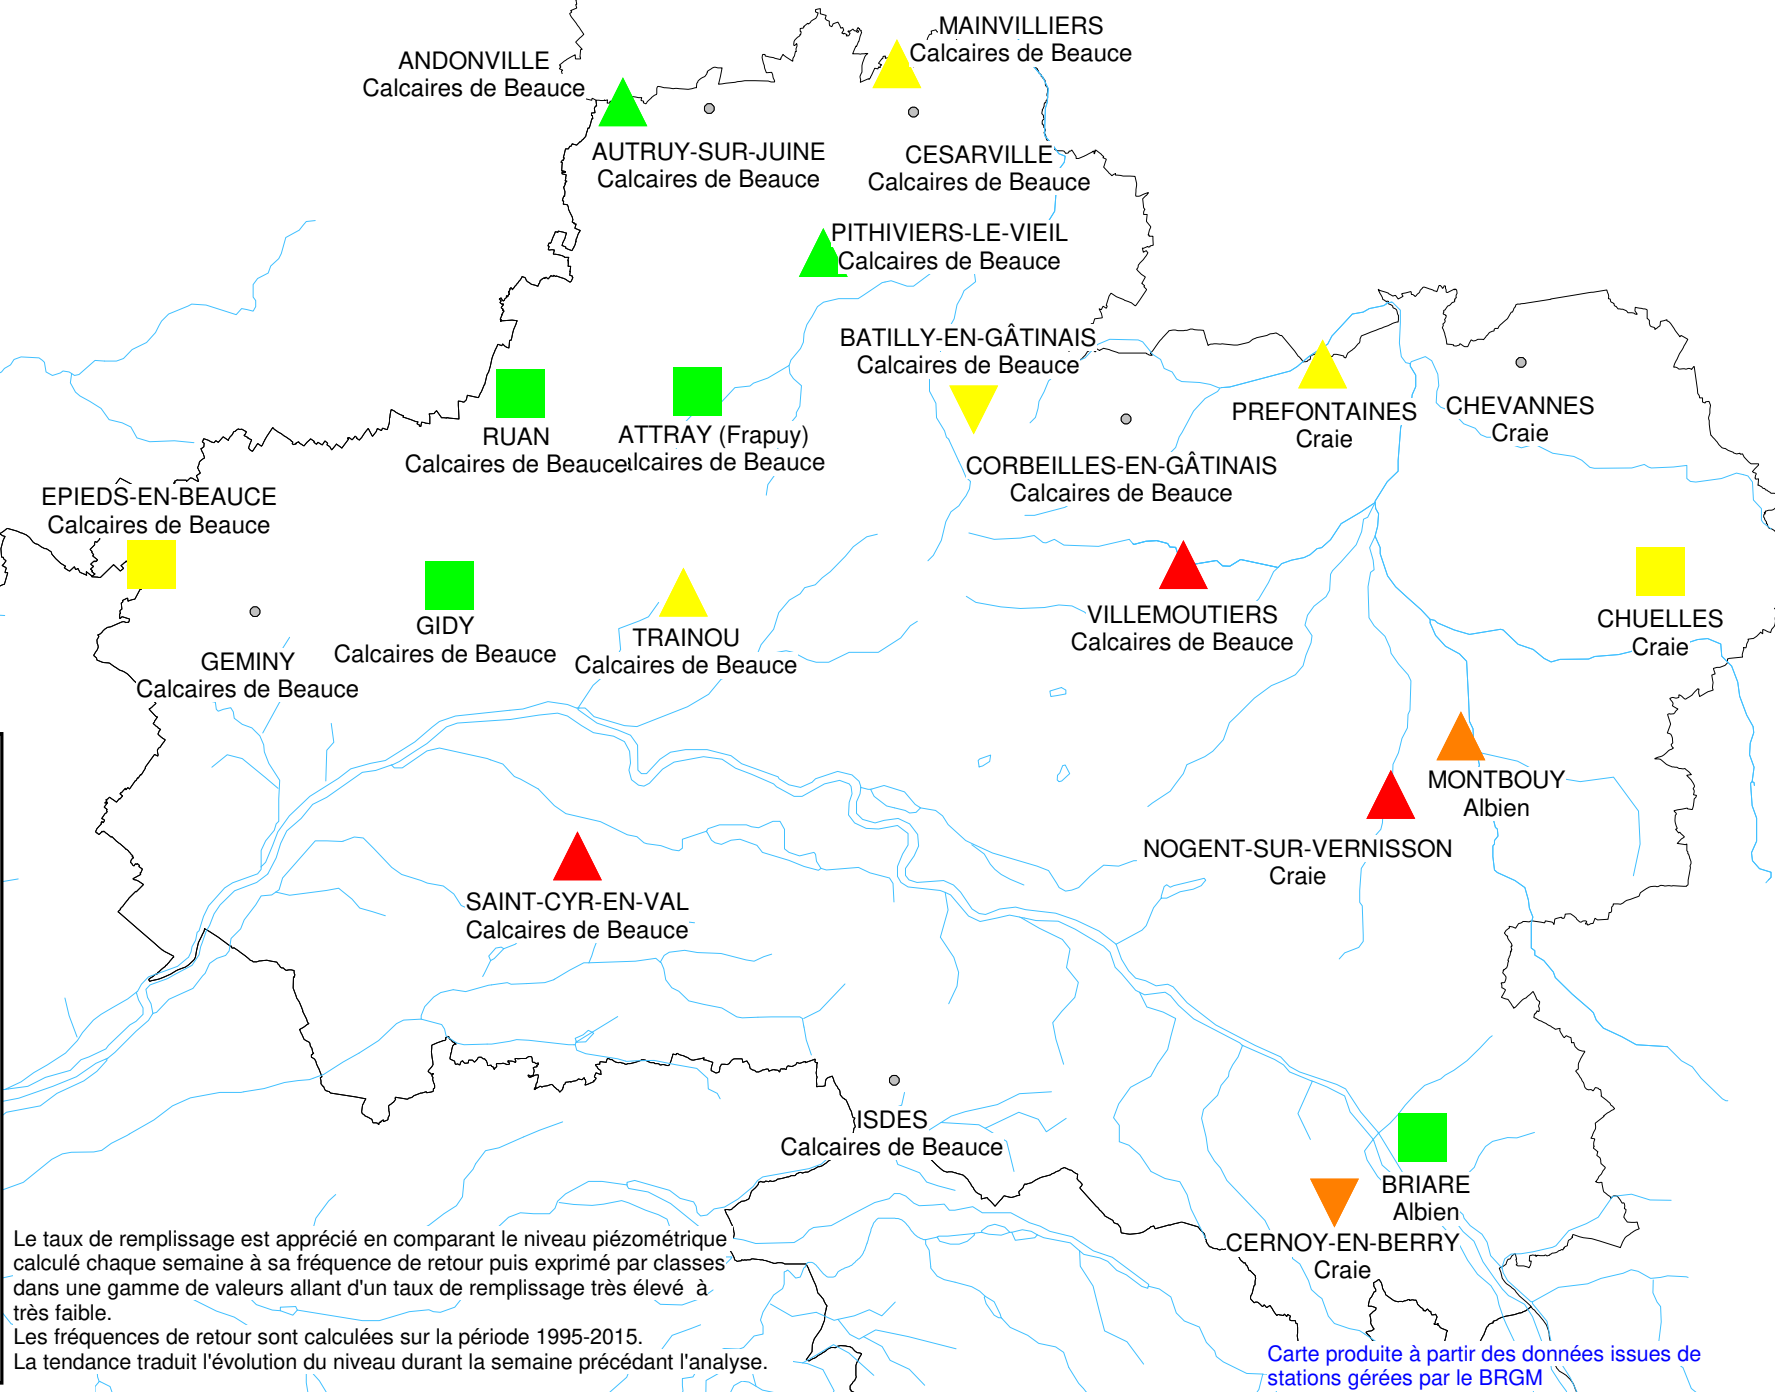 MAINVILLIERS
Calcaires de Beauce
ANDONVILLE
Calcaires de Beauce
AUTRUY-SUR-JUINE
Calcaires de Beauce
CESARVILLE
Calcaires de Beauce
PITHIVIERS-LE-VIEIL
Calcaires de Beauce
BATILLY-EN-GÂTINAIS
Calcaires de Beauce
PREFONTAINES
Craie
CHEVANNES
Craie
RUAN
Calcaires de Beauce
ATTRAY (Frapuy)
alcaires de Beauce
CORBEILLES-EN-GÂTINAIS
Calcaires de Beauce
EPIEDS-EN-BEAUCE
Calcaires de Beauce
GIDY
Calcaires de Beauce
TRAINOU
Calcaires de Beauce
VILLEMOUTIERS
Calcaires de Beauce
CHUELLES
Craie
GEMINY
Calcaires de Beauce
MONTBOUY
Albien
NOGENT-SUR-VERNISSON
Craie
SAINT-CYR-EN-VAL
Calcaires de Beauce
ISDES
Calcaires de Beauce
BRIARE
Albien
CERNOY-EN-BERRY
Craie
Le taux de remplissage est apprécié en comparant le niveau piézométrique
calculé chaque semaine à sa fréquence de retour puis exprimé par classes
dans une gamme de valeurs allant d'un taux de remplissage très élevé à
très faible.
Les fréquences de retour sont calculées sur la période 1995-2015.
La tendance traduit l'évolution du niveau durant la semaine précédant l'analyse.
Carte produite à partir des données issues de
stations gérées par le BRGM